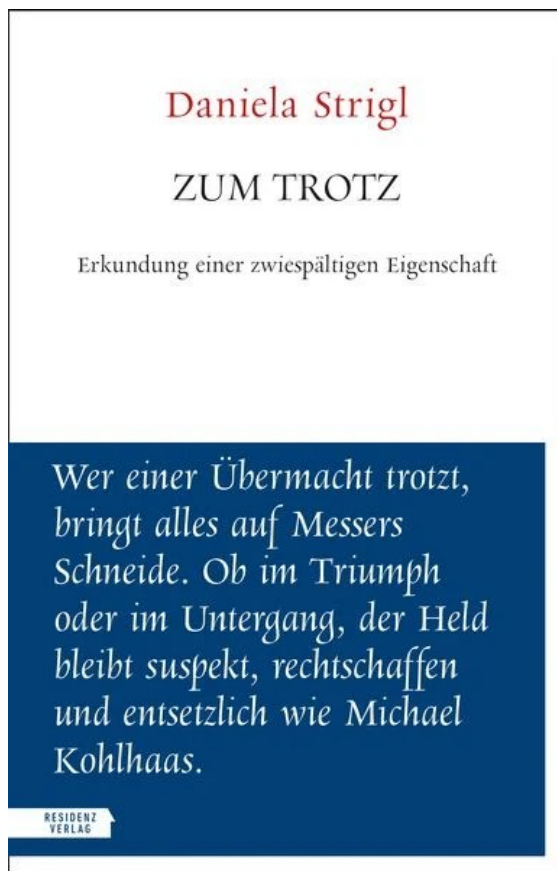 Daniela Strigl
ZUM TROTZ
Erkundung einer zwiespältigen Eigenschaft
Wer einer Übermacht trotzt,
bringt alles auf Messers
Schneide. Ob im Triumph
oder im Untergang, der Held
bleibt suspekt, rechtschaffen
und entsetzlich wie Michael
Kohlhaas.
RESIDENZ
VERLAG